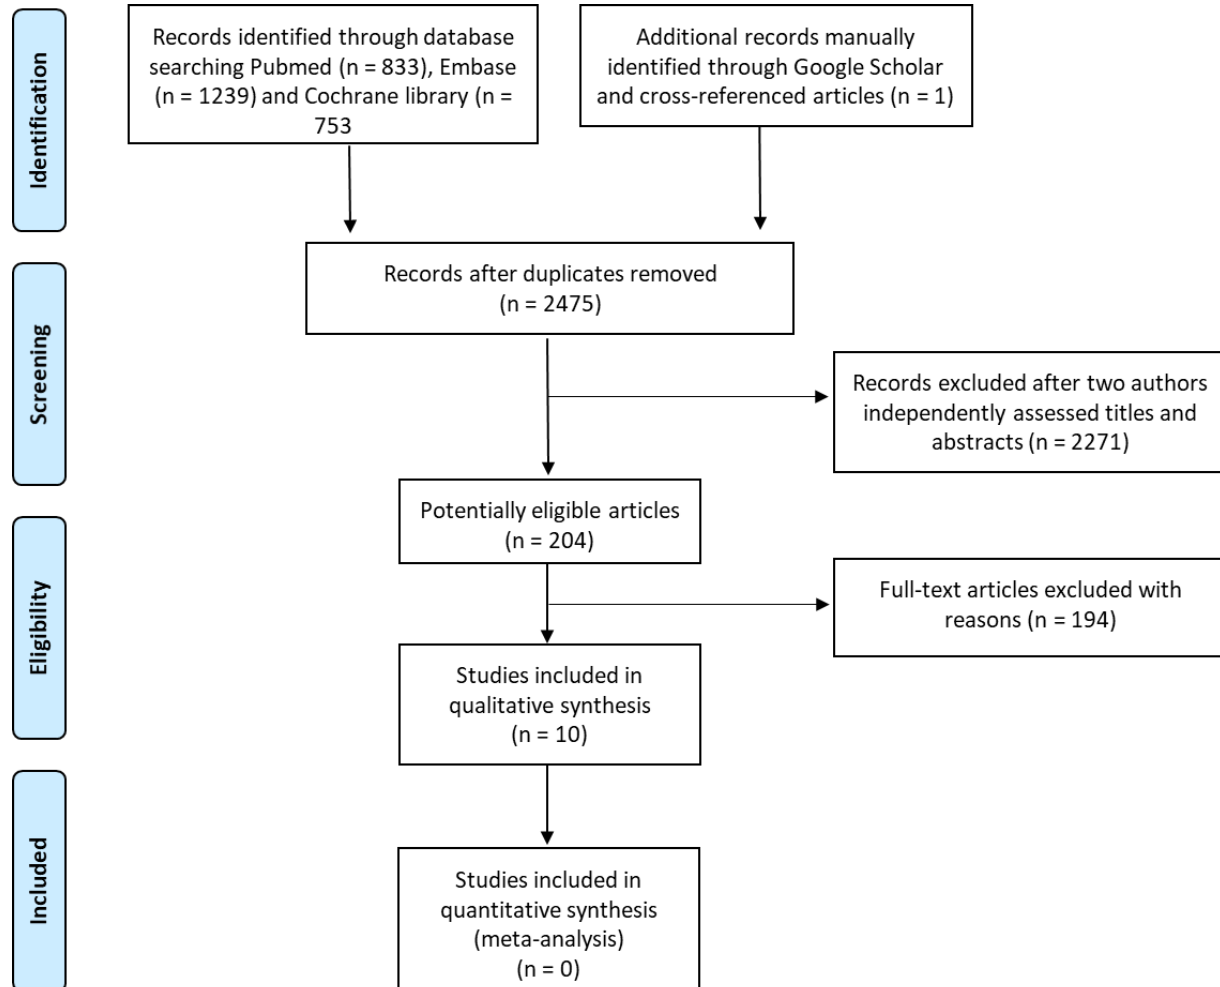 Identification
Records identified through database
searching Pubmed (n = 833), Embase
(n = 1239) and Cochrane library (n =
753
Additional records manually
identified through Google Scholar
and cross-referenced articles (n = 1)
Screening
Records after duplicates removed
(n = 2475)
Records excluded after two authors
independently assessed titles and
abstracts (n = 2271)
Potentially eligible articles
(n = 204)
Eligibility
Full-text articles excluded with
reasons (n = 194)
Studies included in
qualitative synthesis
(n = 10)
Included
Studies included in
quantitative synthesis
(meta-analysis)
(n = 0)